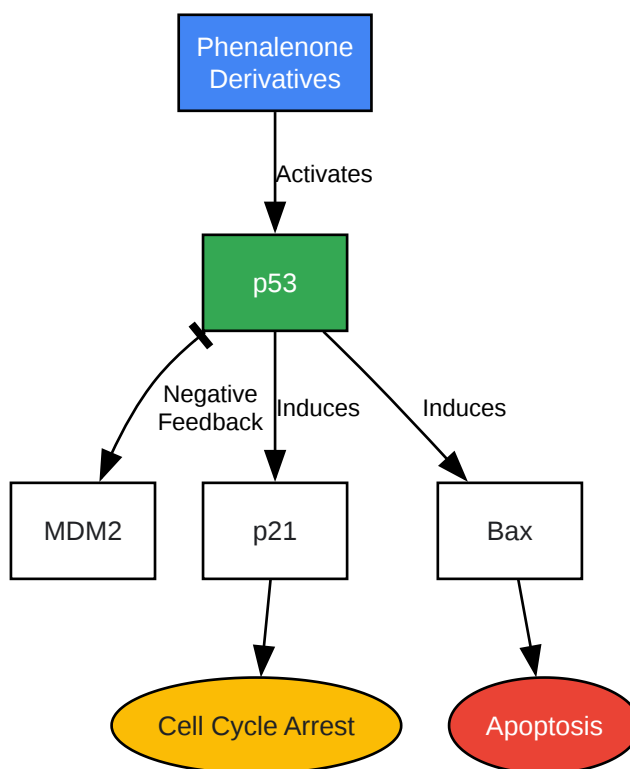 Phenalenone
Derivatives
Activates
p53
Negative
Feedback
Induces
Induces
MDM2
p21
Bax
Cell Cycle Arrest
Apoptosis